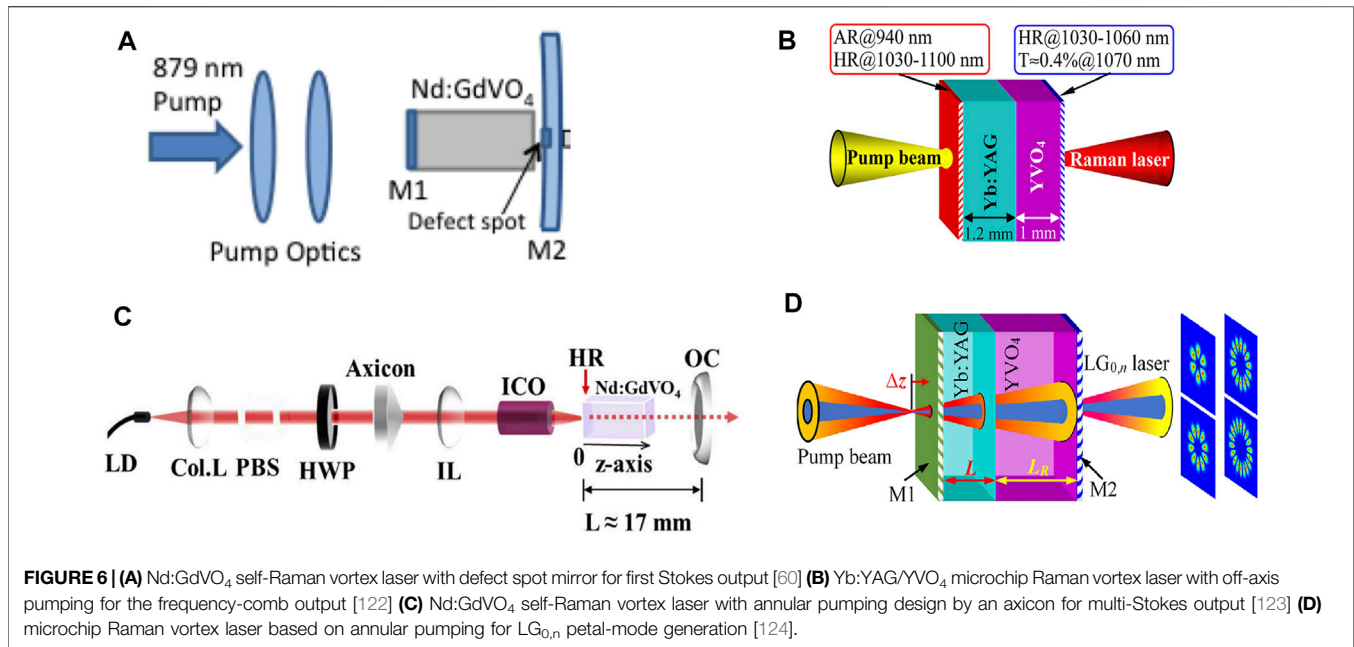 A
879 nm
Pump
Nd:GdVO₄
M1
Defect spot
M2
Pump Optics
B
AR@940 nm
HR@1030-1100 nm
HR@1030-1060 nm
T≈0.4%@1070 nm
Pump beam
Yb:YAG
YVO₄
Raman laser
1.2 mm
1 mm
C
LD
Col.L
PBS
HWP
Axicon
IL
ICO
HR
Nd:GdVO₄
OC
0
z-axis
L ≈ 17 mm
D
Δz
Yb:YAG
YVO₄
LG₀,ₙ laser
Pump beam
M1
L
L_R
M2
FIGURE 6 | (A) Nd:GdVO₄ self-Raman vortex laser with defect spot mirror for first Stokes output [60] (B) Yb:YAG/YVO₄ microchip Raman vortex laser with off-axis
pumping for the frequency-comb output [122] (C) Nd:GdVO₄ self-Raman vortex laser with annular pumping design by an axicon for multi-Stokes output [123] (D)
microchip Raman vortex laser based on annular pumping for LG₀,ₙ petal-mode generation [124].